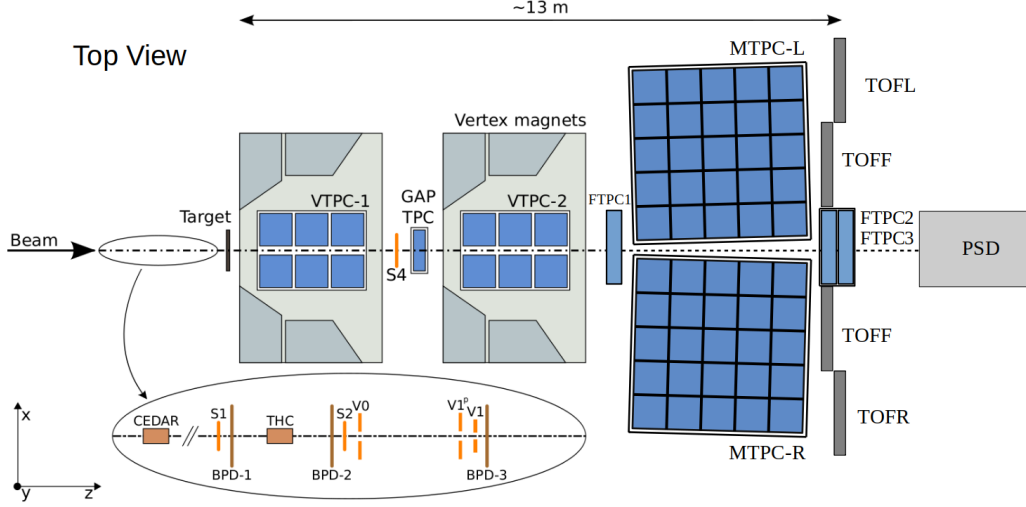 ~13 m
Top View
MTPC-L
TOFL
Vertex magnets
TOFF
VTPC-1
GAP
TPC
VTPC-2
FTPC1
Target
FTPC2
FTPC3
Beam
PSD
S4
TOFF
x
CEDAR
S1
THC
S2
V0
V1ᵖ
V1
TOFR
BPD-1
BPD-2
BPD-3
MTPC-R
y
z